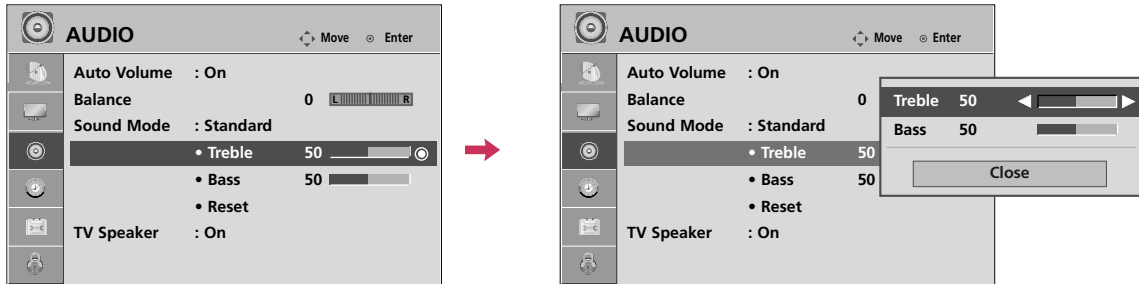 AUDIO
Move Enter
Auto Volume : On
Balance 0 L R
Sound Mode : Standard
• Treble 50
• Bass 50
• Reset
TV Speaker : On
AUDIO
Move Enter
Auto Volume : On
Balance 0
Sound Mode : Standard
• Treble 50
• Bass 50
• Reset
TV Speaker : On
Treble 50
Bass 50
Close